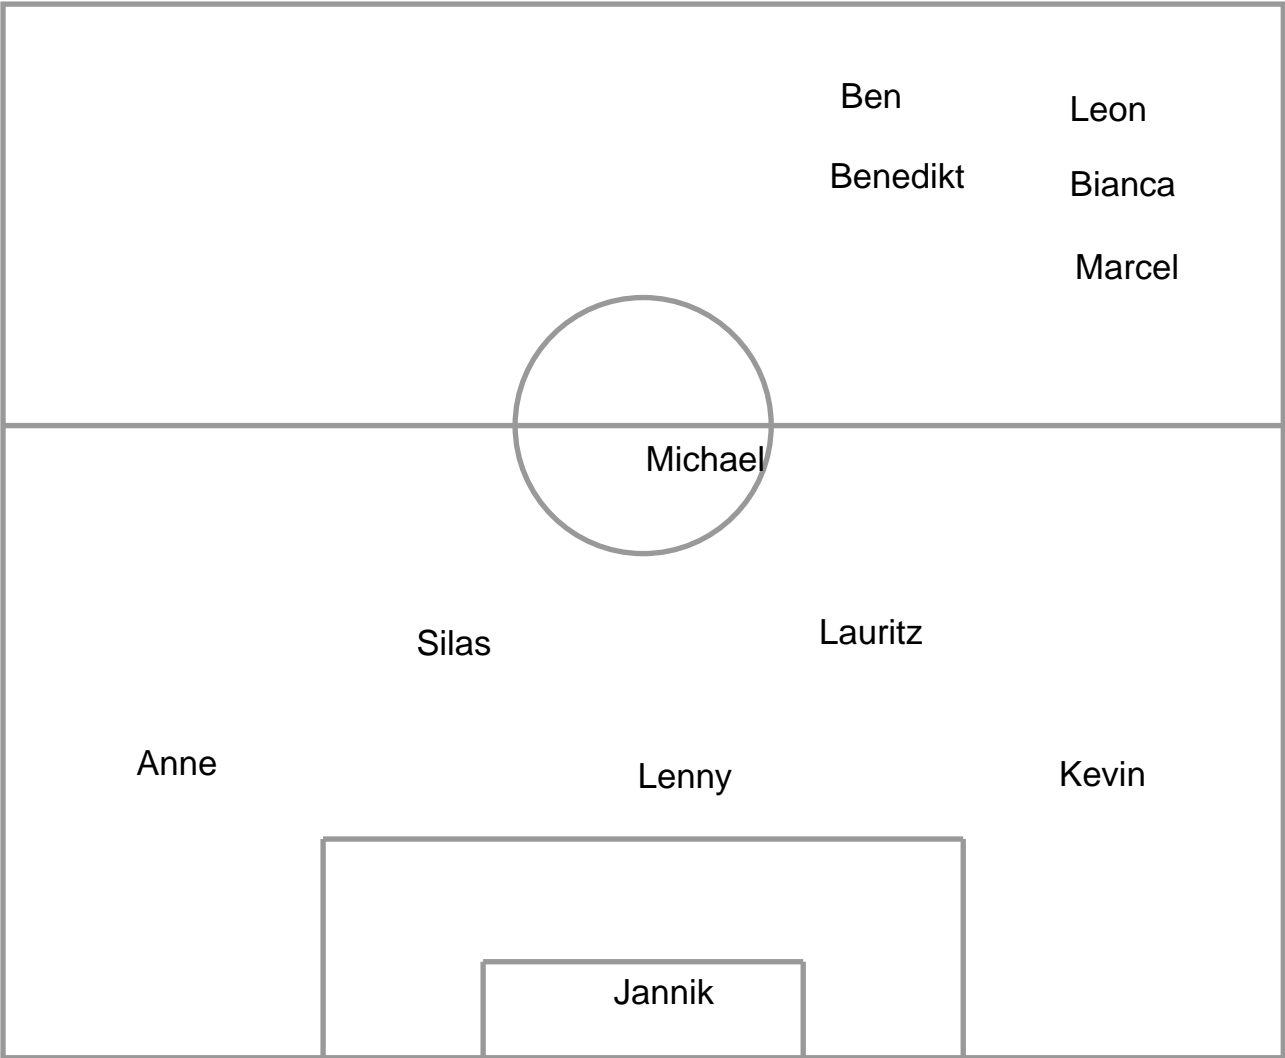 Ben
Leon
Benedikt
Bianca
Marcel
Michael
Silas
Lauritz
Anne
Lenny
Kevin
Jannik